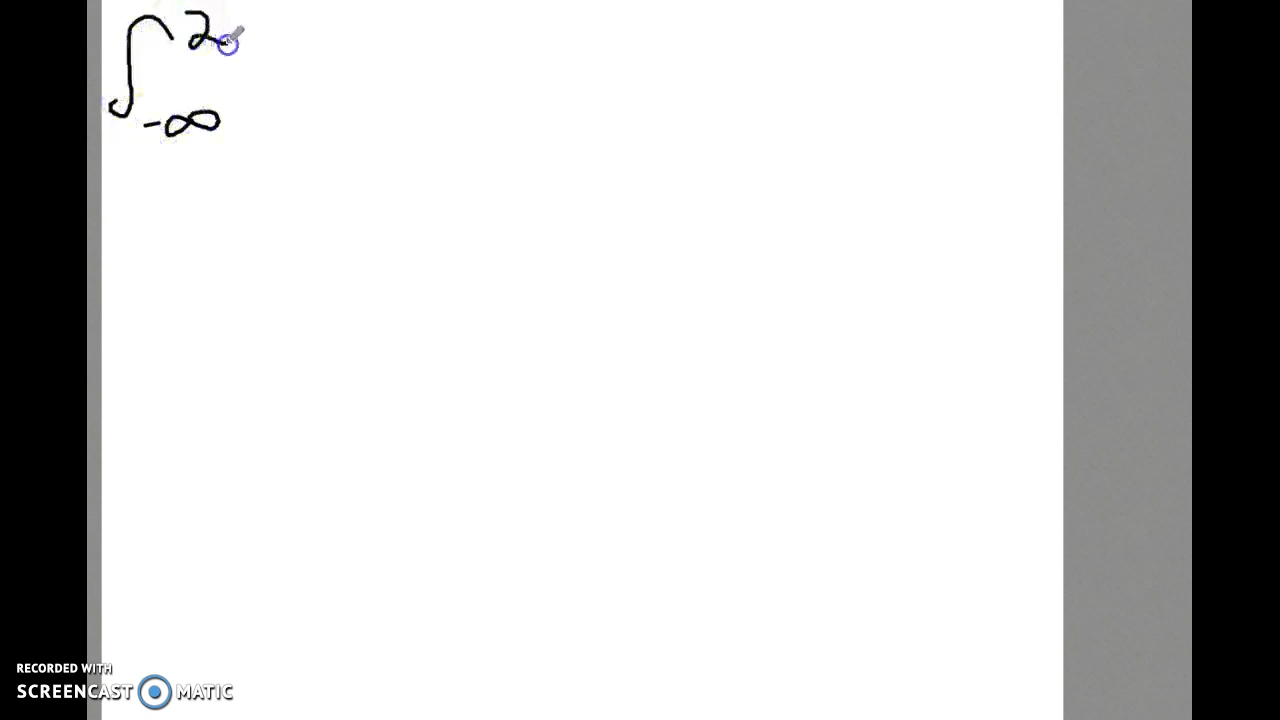 ∫_{-∞}^{2}
RECORDED WITH
SCREENCAST MATIC